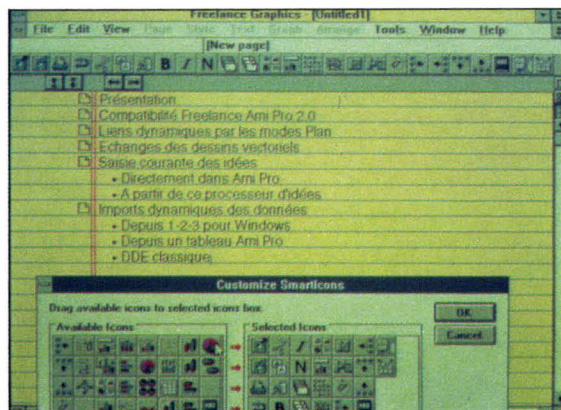 Freelance Graphics - [Untitled1]
File Edit View Page Style Text Graph Arrange Tools Window Help
[New page]
B I N
Présentation
Compatibilité Freelance Ami Pro 2.0
Liens dynamiques par les modes Plan
Echanges des dessins vectoriels
Saisie courante des idées
• Directement dans Ami Pro
• A partir de ce processeur d'idées
Imports dynamiques des données
• Depuis 1-2-3 pour Windows
• Depuis un tableau Ami Pro
• DDE classique
Customize SmartIcons
Drag available icons to selected icons box.
OK
Available Icons Selected Icons
Cancel
I
N
B